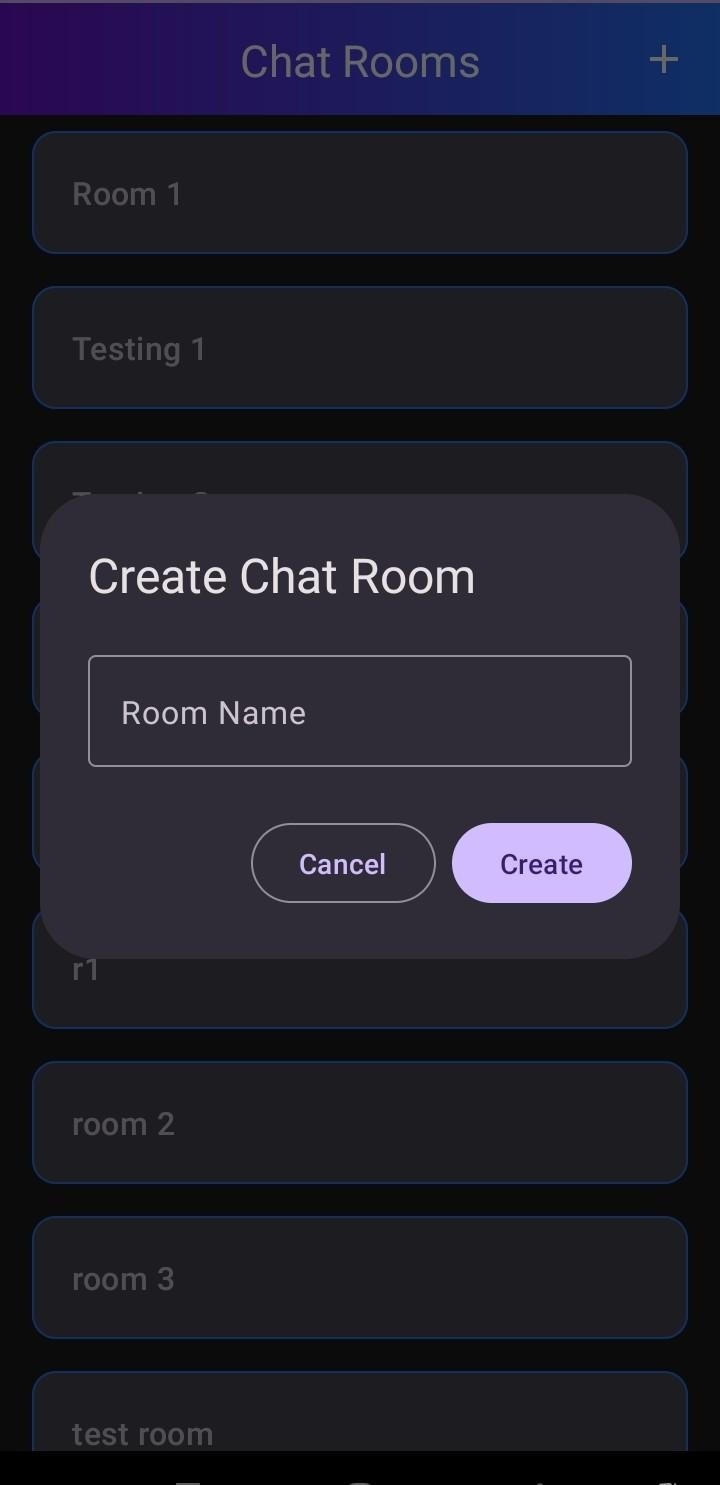 Chat Rooms
Room 1
Testing 1
Create Chat Room
Room Name
Cancel Create
r1
room 2
room 3
test room